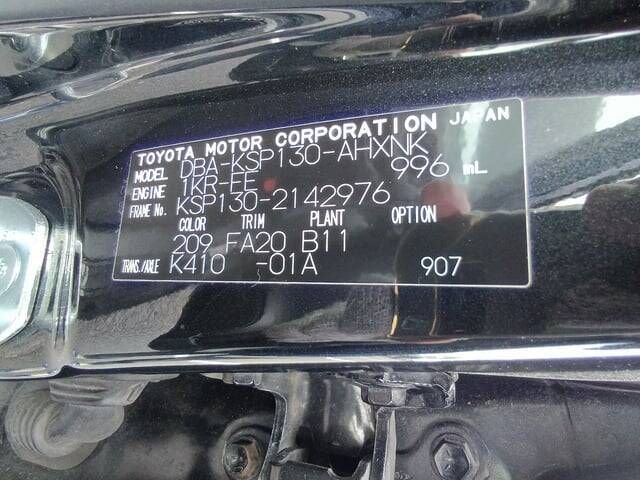 TOYOTA MOTOR CORPORATION JAPAN
MODEL DBA-KSP130-AHXNK
ENGINE 1KR-FE 996 mL
FRAME No. KSP130-2142976
COLOR TRIM PLANT OPTION
209 FA20 B11
TRANS./AXLE K410 -01A 907